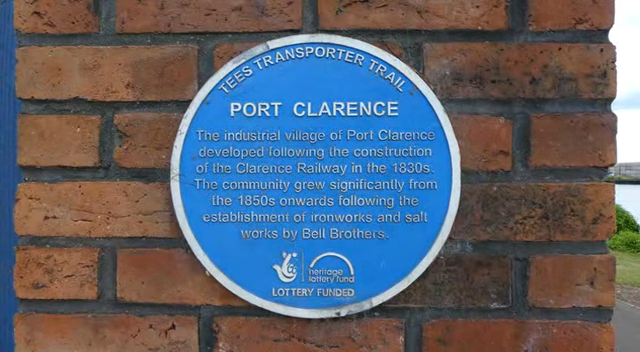 TEES TRANSPORTER TRAIL
PORT CLARENCE
The industrial village of Port Clarence
developed following the construction
of the Clarence Railway in the 1830s.
The community grew significantly from
the 1850s onwards following the
establishment of ironworks and salt
works by Bell Brothers.
heritage
lottery fund
LOTTERY FUNDED